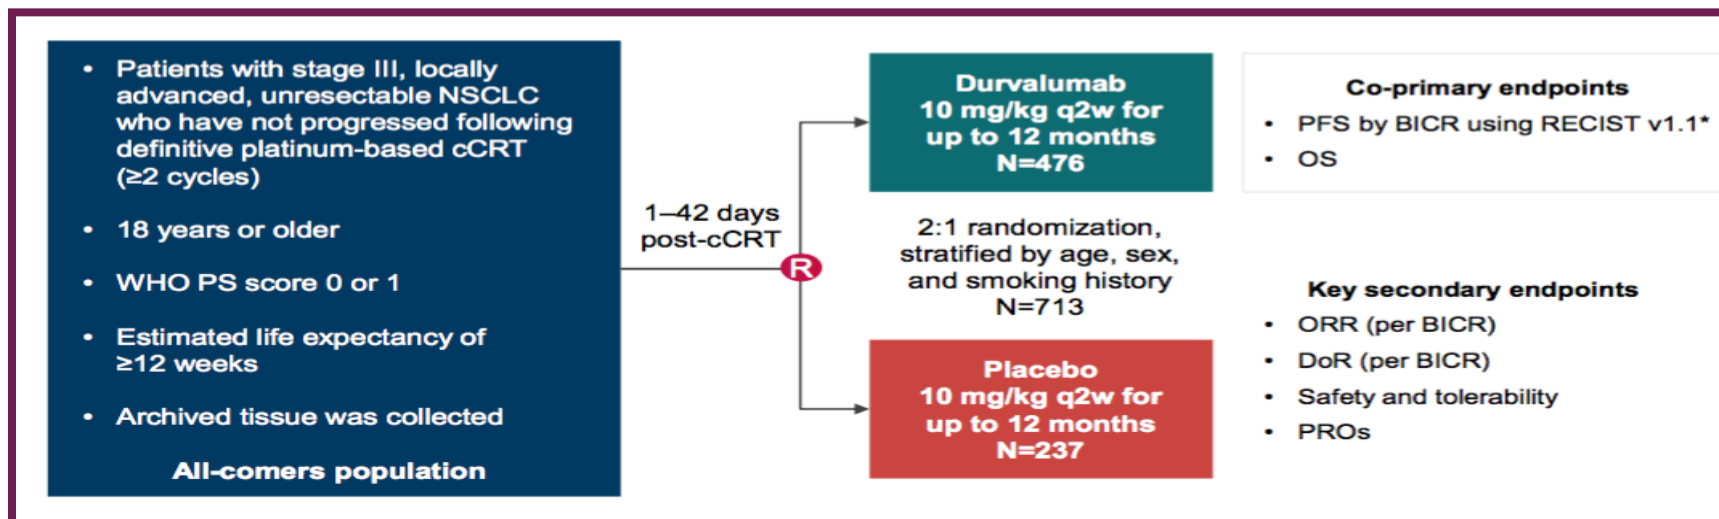 • Patients with stage III, locally
advanced, unresectable NSCLC
who have not progressed following
definitive platinum-based cCRT
(≥2 cycles)
• 18 years or older
• WHO PS score 0 or 1
• Estimated life expectancy of
≥12 weeks
• Archived tissue was collected
All-comers population
1–42 days
post-cCRT
R
Durvalumab
10 mg/kg q2w for
up to 12 months
N=476
2:1 randomization,
stratified by age, sex,
and smoking history
N=713
Placebo
10 mg/kg q2w for
up to 12 months
N=237
Co-primary endpoints
• PFS by BICR using RECIST v1.1*
• OS
Key secondary endpoints
• ORR (per BICR)
• DoR (per BICR)
• Safety and tolerability
• PROs